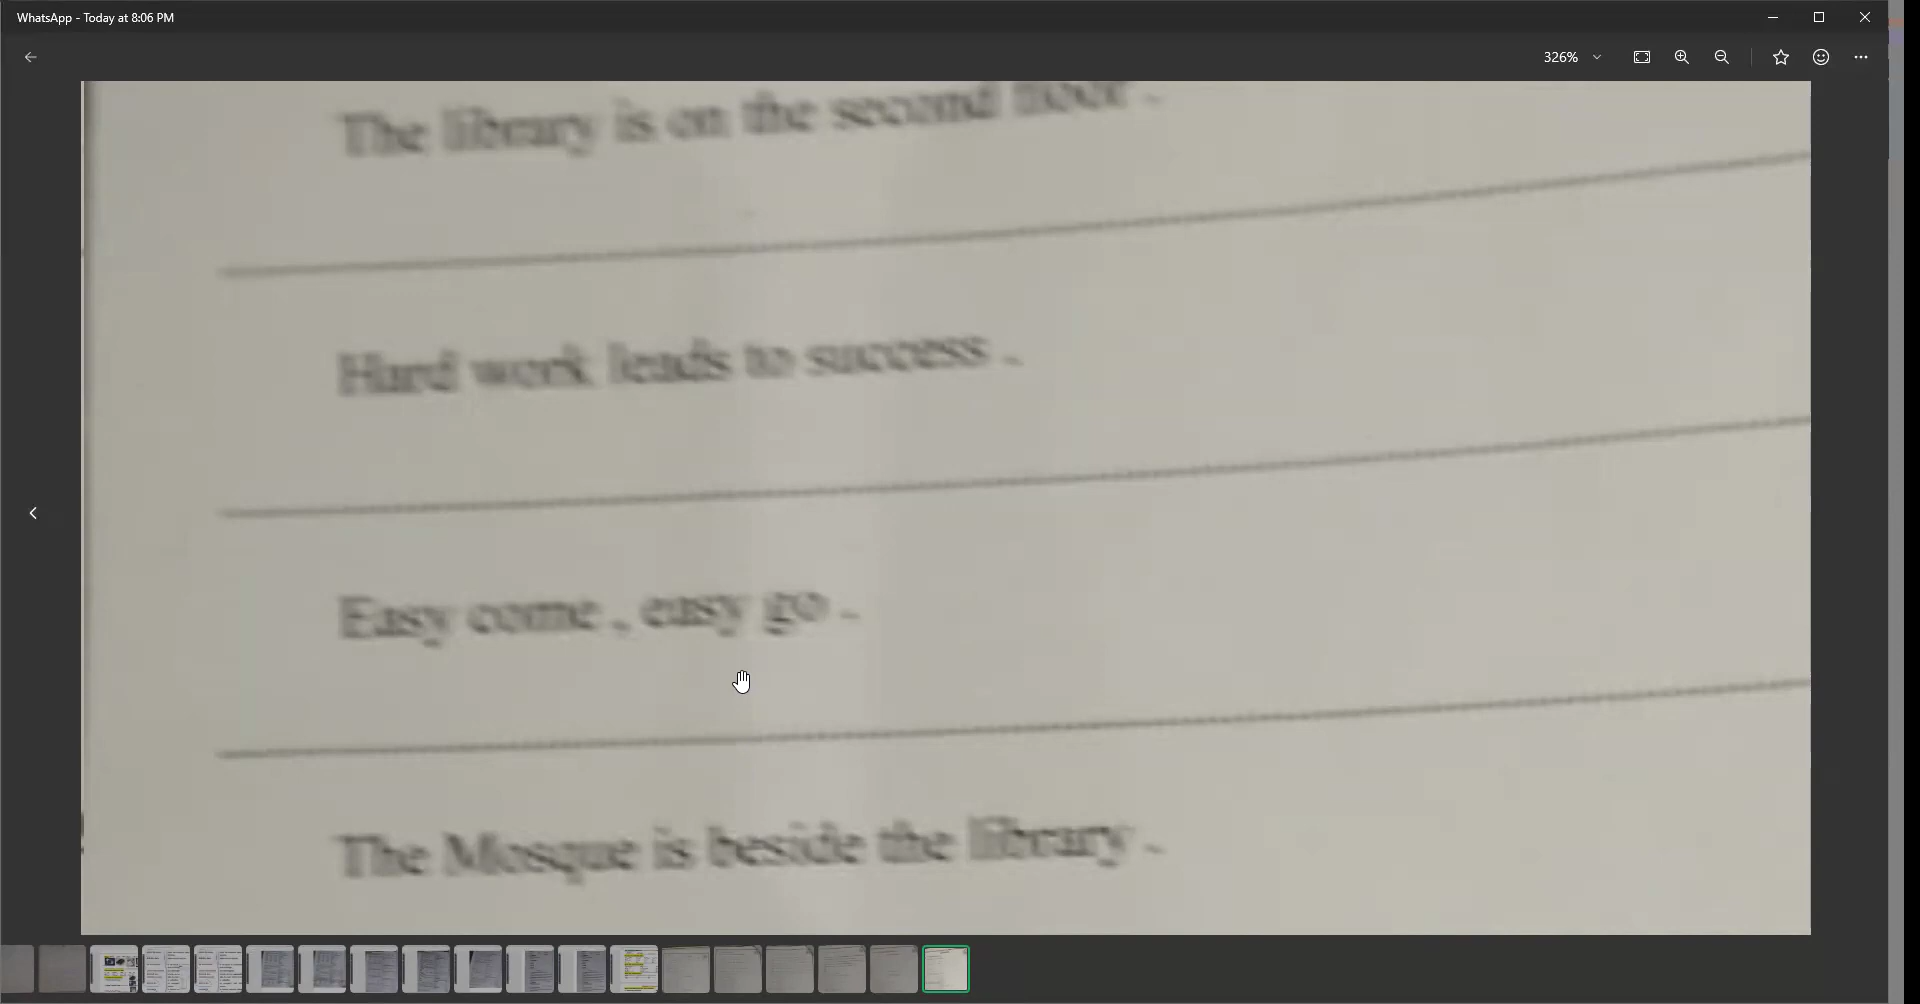 WhatsApp - Today at 8:06 PM
326%
The library is on the second floor .
Hard work leads to success .
Easy come , easy go .
The Mosque is beside the library .